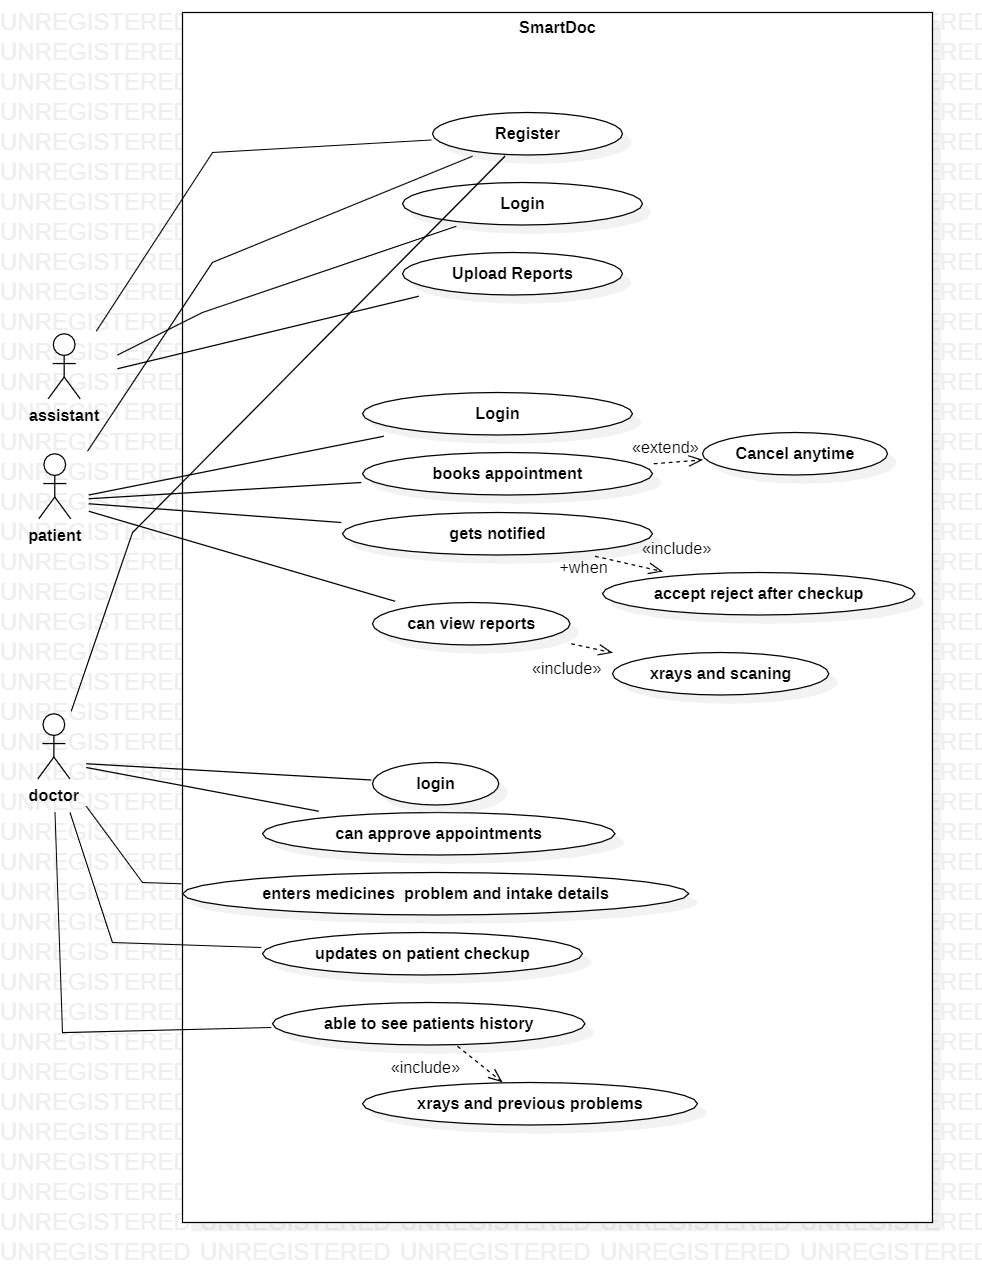 SmartDoc
Register
Login
Upload Reports
assistant
Login
«extend»
Cancel anytime
books appointment
patient
gets notified
«include»
+when
accept reject after checkup
can view reports
«include»
xrays and scaning
doctor
login
can approve appointments
enters medicines  problem and intake details
updates on patient checkup
able to see patients history
«include»
xrays and previous problems
UNREGISTERED UNREGISTERED UNREGISTERED UNREGISTERED UNREGISTERED